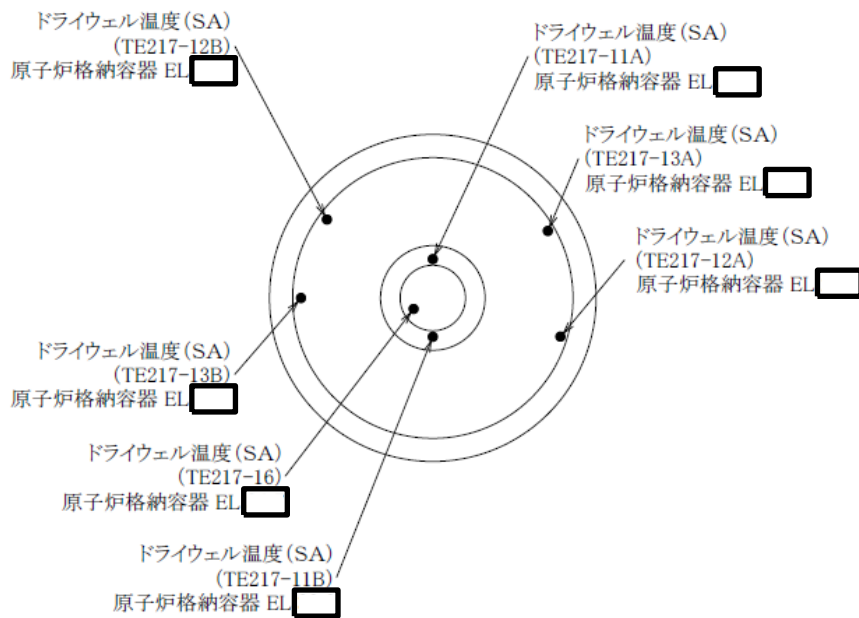 ドライウェル温度(SA)
(TE217-12B)
原子炉格納容器 EL
ドライウェル温度(SA)
(TE217-11A)
原子炉格納容器 EL
ドライウェル温度(SA)
(TE217-13A)
原子炉格納容器 EL
ドライウェル温度(SA)
(TE217-12A)
原子炉格納容器 EL
ドライウェル温度(SA)
(TE217-13B)
原子炉格納容器 EL
ドライウェル温度(SA)
(TE217-16)
原子炉格納容器 EL
ドライウェル温度(SA)
(TE217-11B)
原子炉格納容器 EL